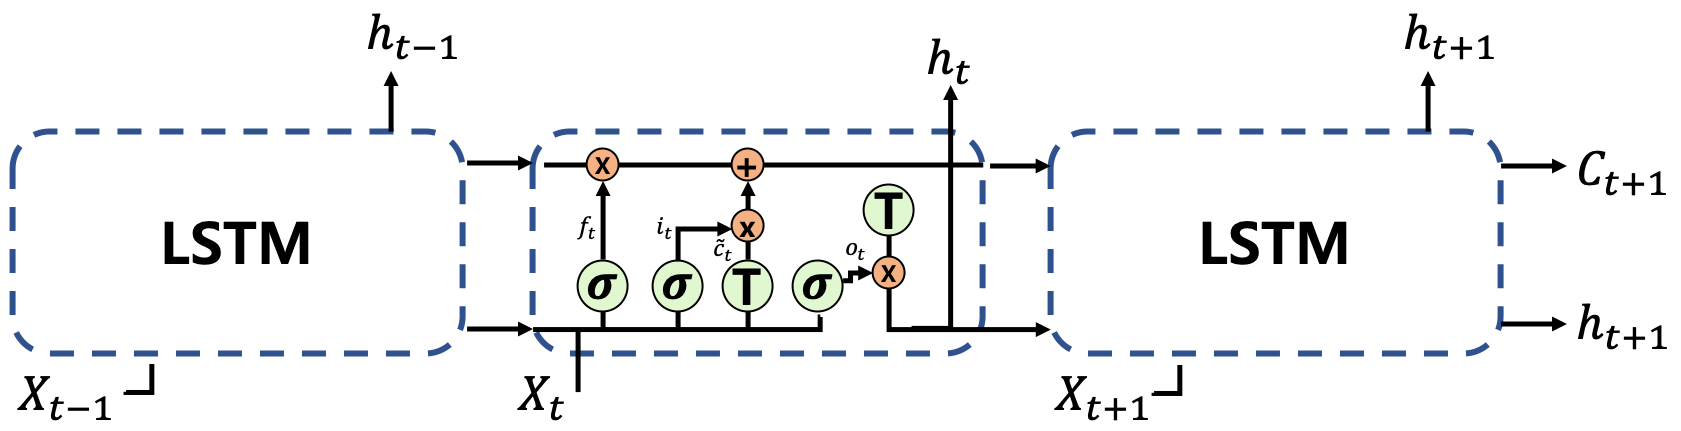 h_{t−1}
h_t
h_{t+1}
x
+
C_{t+1}
T
f_t
i_t
x
LSTM
c̃_t
o_t
LSTM
x
σ
σ
T
σ
h_{t+1}
X_{t−1}
X_t
X_{t+1}